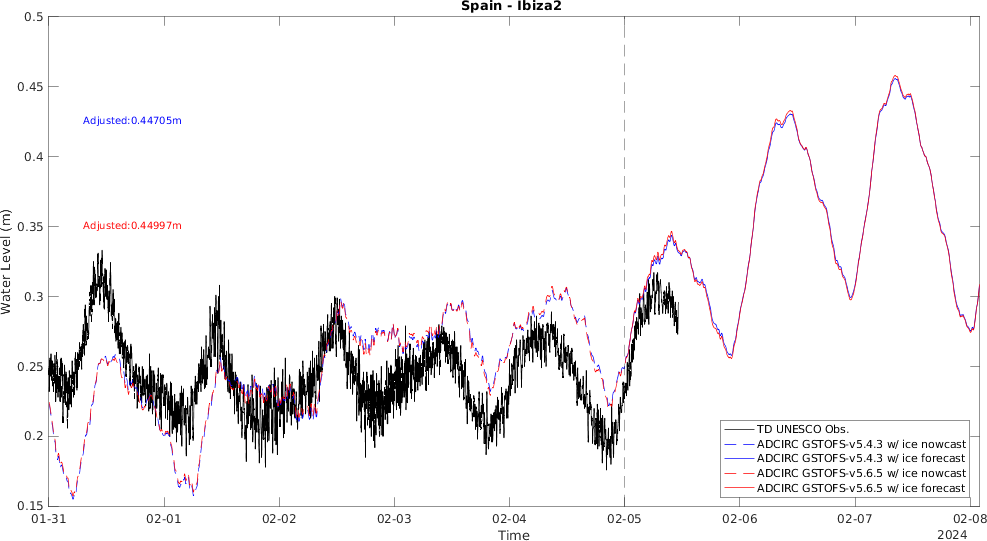 Spain - Ibiza2
0.5
0.45
0.4
0.35
0.3
0.25
0.2
0.15
Water Level (m)
Adjusted:0.44705m
Adjusted:0.44997m
TD UNESCO Obs.
ADCIRC GSTOFS-v5.4.3 w/ ice nowcast
ADCIRC GSTOFS-v5.4.3 w/ ice forecast
ADCIRC GSTOFS-v5.6.5 w/ ice nowcast
ADCIRC GSTOFS-v5.6.5 w/ ice forecast
01-31 02-01 02-02 02-03 02-04 02-05 02-06 02-07 02-08
Time
2024